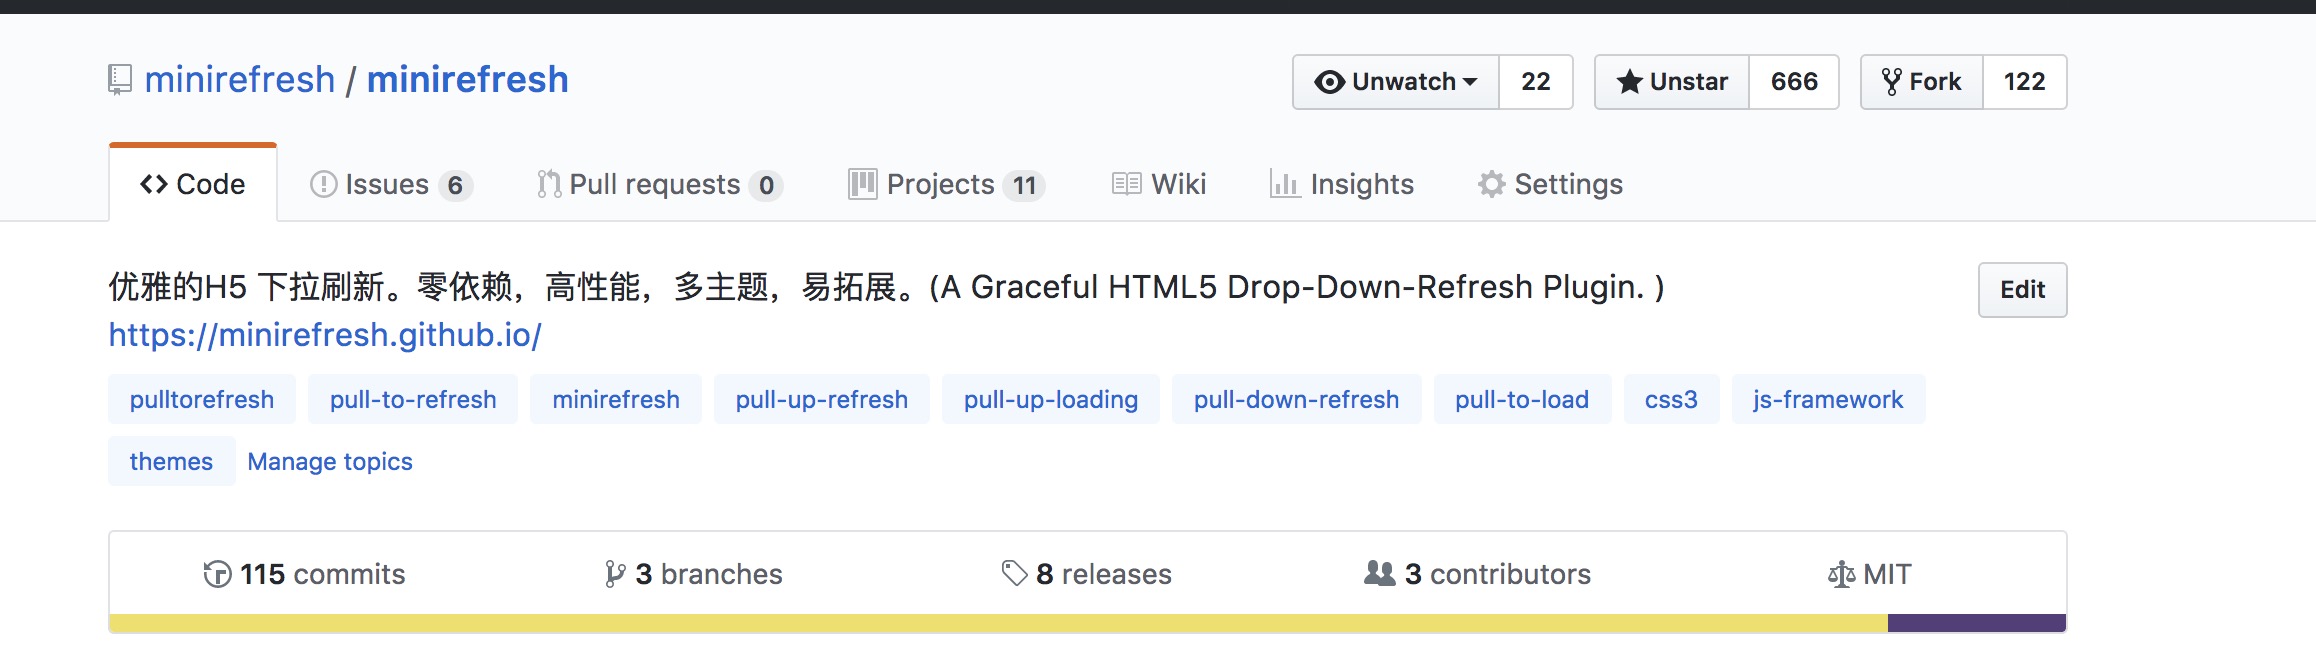 minirefresh / minirefresh Unwatch 22 Unstar 666 Fork 122
Code Issues 6 Pull requests 0 Projects 11 Wiki Insights Settings
优雅的H5 下拉刷新。零依赖，高性能，多主题，易拓展。(A Graceful HTML5 Drop-Down-Refresh Plugin. ) Edit
https://minirefresh.github.io/
pulltorefresh pull-to-refresh minirefresh pull-up-refresh pull-up-loading pull-down-refresh pull-to-load css3 js-framework
themes Manage topics
115 commits 3 branches 8 releases 3 contributors MIT